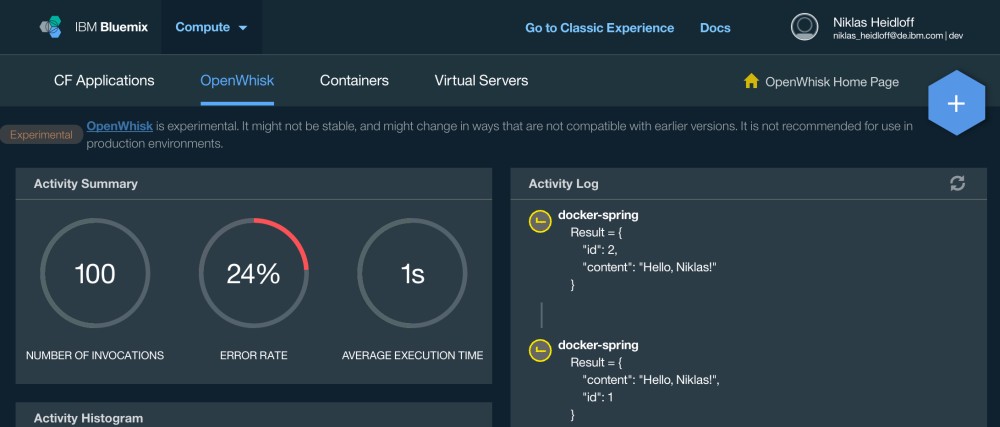 IBM Bluemix
Compute
Go to Classic Experience
Docs
Niklas Heidloff
niklas_heidloff@de.ibm.com | dev
CF Applications
OpenWhisk
Containers
Virtual Servers
OpenWhisk Home Page
+
Experimental
OpenWhisk is experimental. It might not be stable, and might change in ways that are not compatible with earlier versions. It is not recommended for use in
production environments.
Activity Summary
100
24%
1s
NUMBER OF INVOCATIONS
ERROR RATE
AVERAGE EXECUTION TIME
Activity Histogram
Activity Log
docker-spring
Result = {
"id": 2,
"content": "Hello, Niklas!"
}
docker-spring
Result = {
"content": "Hello, Niklas!",
"id": 1
}